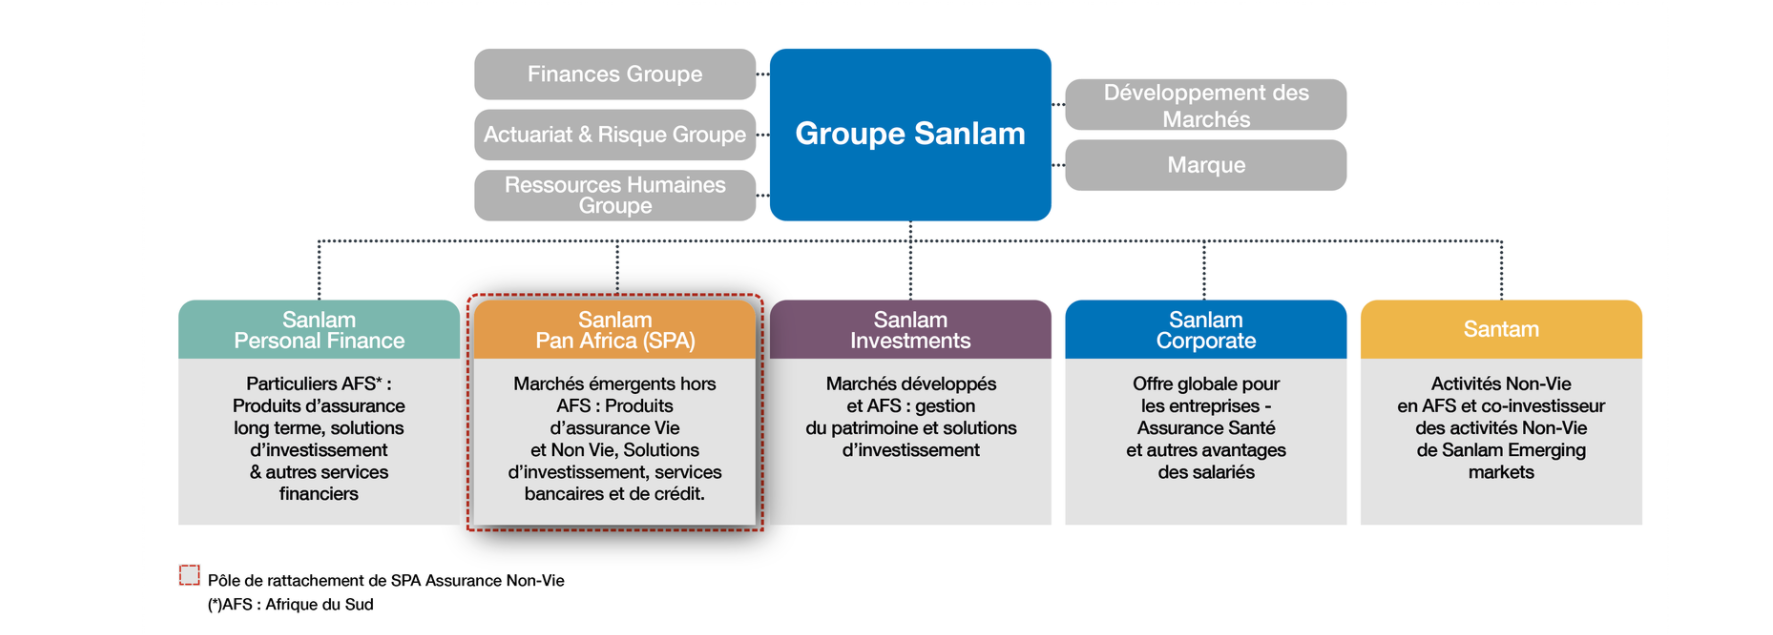 Finances Groupe
Actuariat & Risque Groupe
Ressources Humaines
Groupe
Groupe Sanlam
Développement des
Marchés
Marque
Sanlam
Personal Finance
Particuliers AFS* :
Produits d’assurance
long terme, solutions
d’investissement
& autres services
financiers
Sanlam
Pan Africa (SPA)
Marchés émergents hors
AFS : Produits
d’assurance Vie
et Non Vie, Solutions
d’investissement, services
bancaires et de crédit.
Sanlam
Investments
Marchés développés
et AFS : gestion
du patrimoine et solutions
d’investissement
Sanlam
Corporate
Offre globale pour
les entreprises -
Assurance Santé
et autres avantages
des salariés
Santam
Activités Non-Vie
en AFS et co-investisseur
des activités Non-Vie
de Sanlam Emerging
markets
Pôle de rattachement de SPA Assurance Non-Vie
(*)AFS : Afrique du Sud